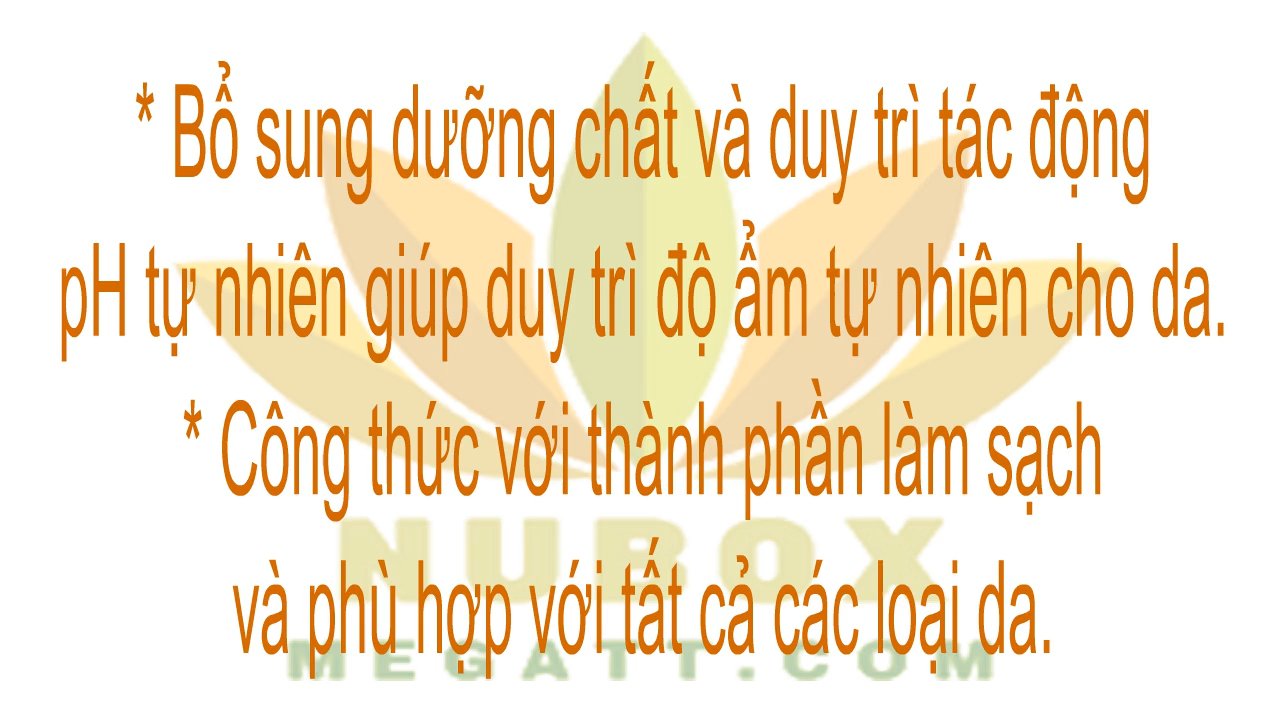 * Bổ sung dưỡng chất và duy trì tác động
pH tự nhiên giúp duy trì độ ẩm tự nhiên cho da.
* Công thức với thành phần làm sạch
và phù hợp với tất cả các loại da.
NUBOX
MEGATT.COM